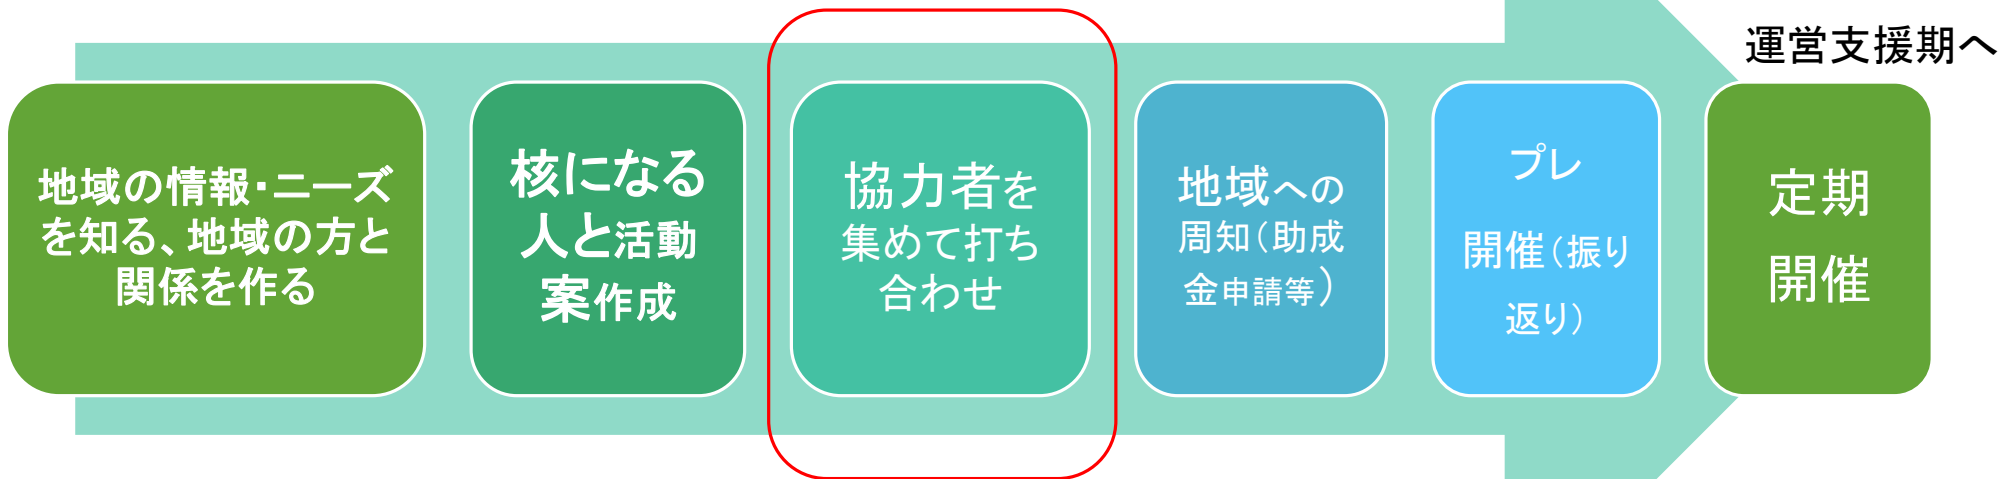 運営支援期へ
地域の情報・ニーズ
を知る、地域の方と
関係を作る
核になる
人と活動
案作成
協力者を
集めて打ち
合わせ
地域への
周知（助成
金申請等）
プレ
開催（振り
返り）
定期
開催